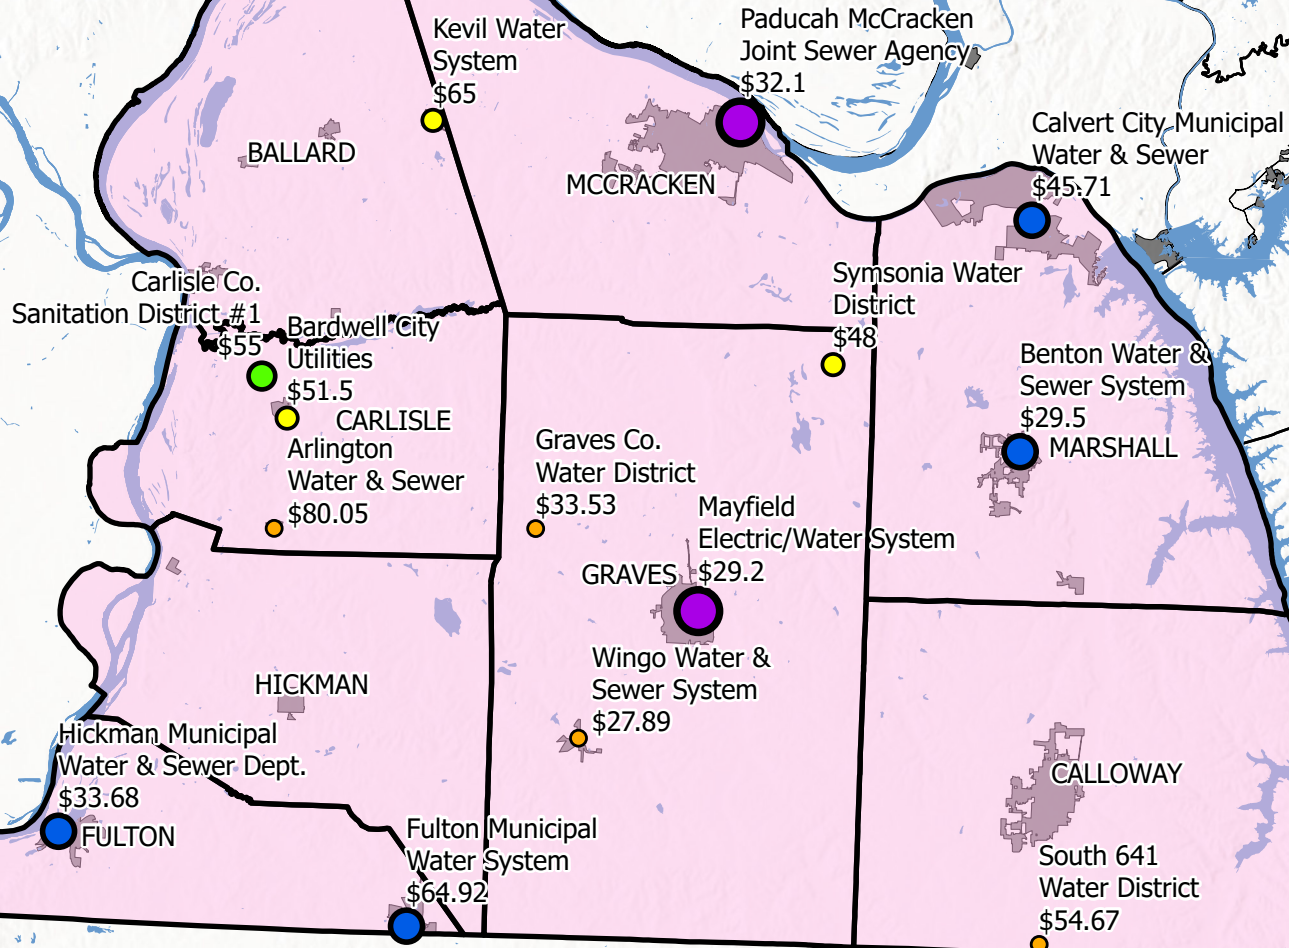 Kevil Water
System
$65
Paducah McCracken
Joint Sewer Agency
$32.1
Calvert City Municipal
Water & Sewer
$45.71
BALLARD
MCCRACKEN
Carlisle Co.
Sanitation District #1
$55
Bardwell City
Utilities
$51.5
Symsonia Water
District
$48
Benton Water &
Sewer System
$29.5
MARSHALL
CARLISLE
Arlington
Water & Sewer
$80.05
Graves Co.
Water District
$33.53
Mayfield
Electric/Water System
$29.2
GRAVES
Wingo Water &
Sewer System
$27.89
HICKMAN
Hickman Municipal
Water & Sewer Dept.
$33.68
FULTON
Fulton Municipal
Water System
$64.92
CALLOWAY
South 641
Water District
$54.67